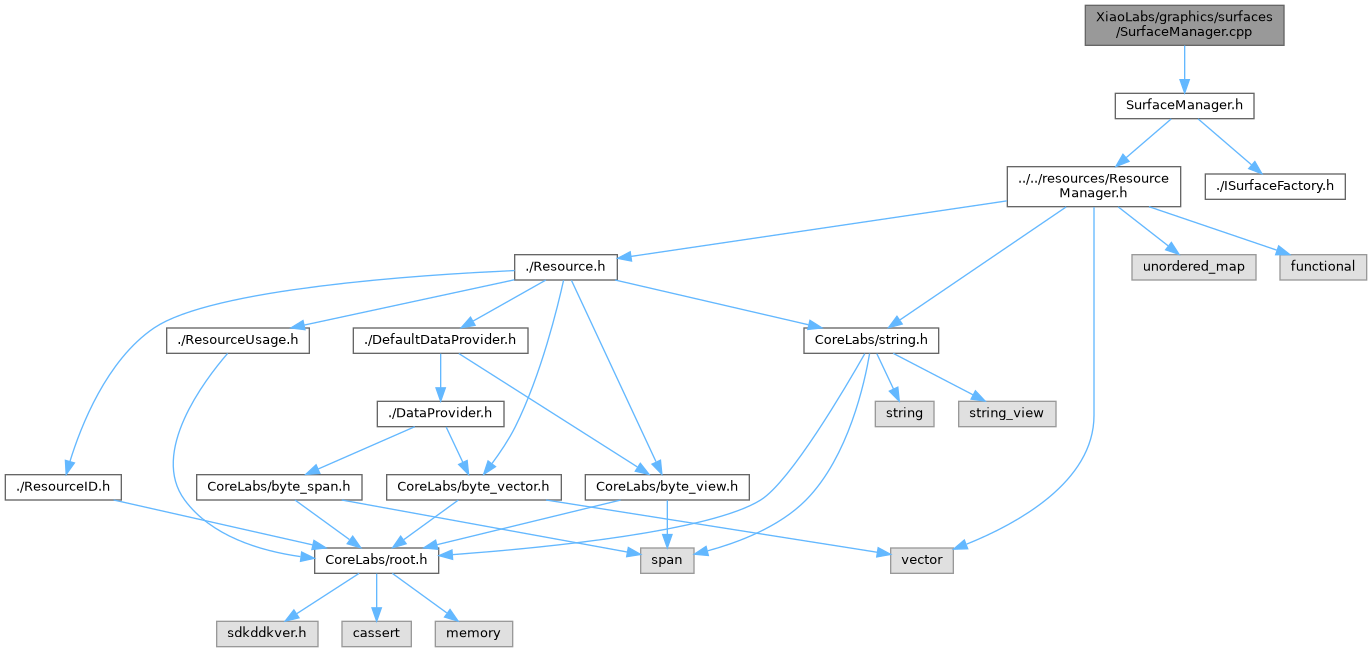 XiaoLabs/graphics/surfaces
/SurfaceManager.cpp
SurfaceManager.h
../../resources/Resource
Manager.h
./ISurfaceFactory.h
./Resource.h
unordered_map
functional
./ResourceUsage.h
./DefaultDataProvider.h
CoreLabs/string.h
./DataProvider.h
string
string_view
./ResourceID.h
CoreLabs/byte_span.h
CoreLabs/byte_vector.h
CoreLabs/byte_view.h
CoreLabs/root.h
span
vector
sdkddkver.h
cassert
memory